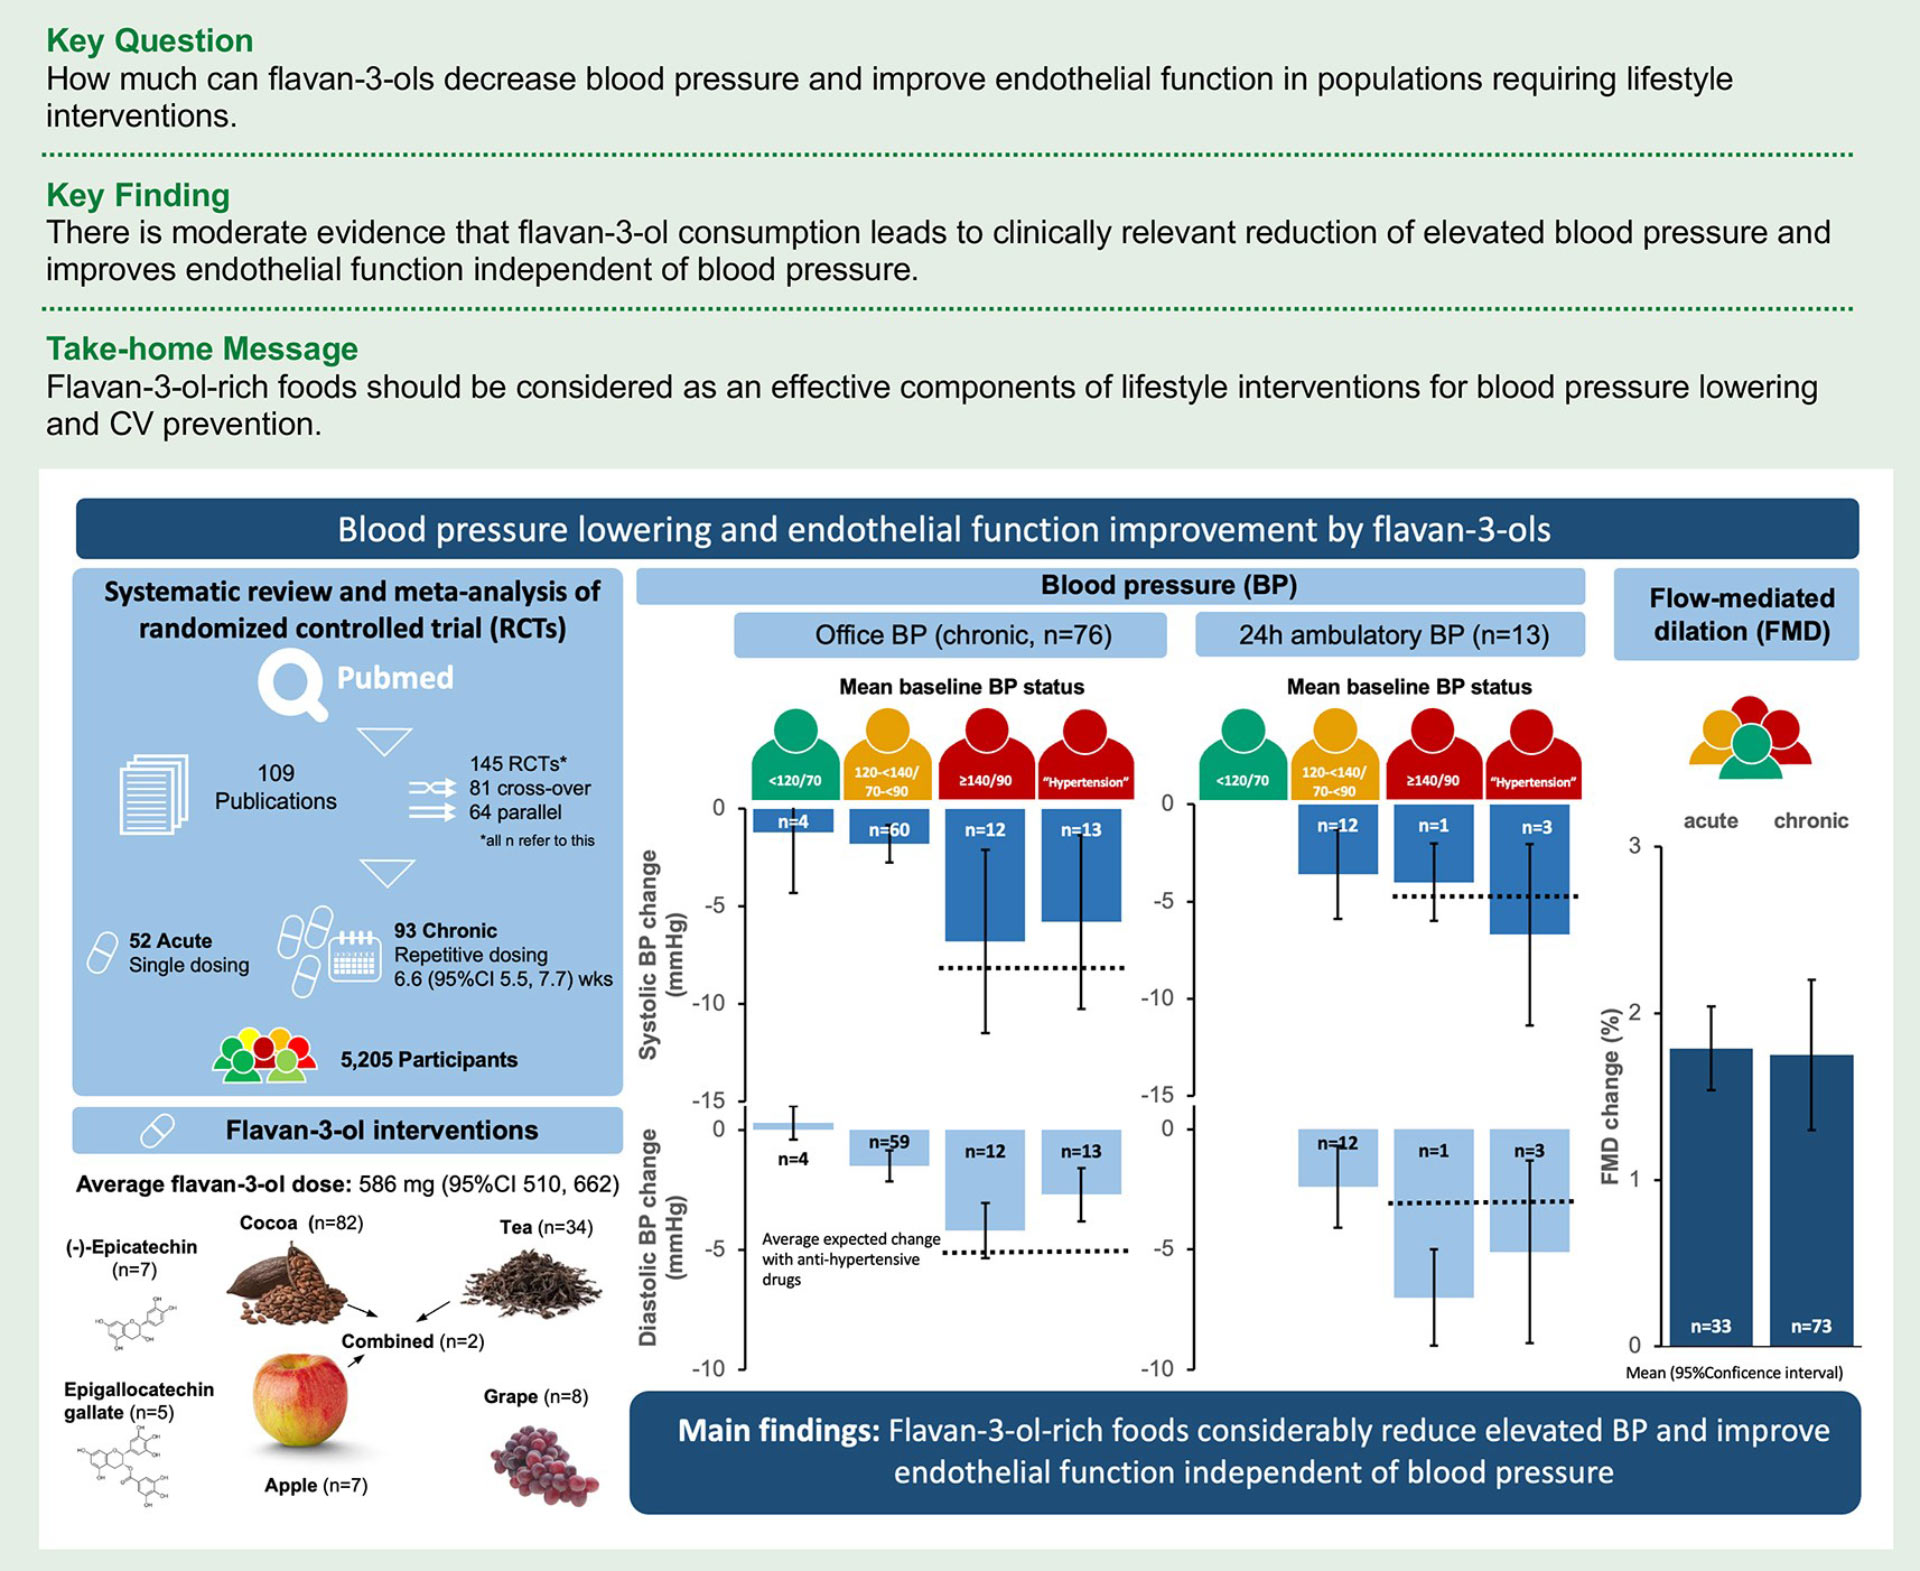 Key Question
How much can flavan-3-ols decrease blood pressure and improve endothelial function in populations requiring lifestyle
interventions.
Key Finding
There is moderate evidence that flavan-3-ol consumption leads to clinically relevant reduction of elevated blood pressure and
improves endothelial function independent of blood pressure.
Take-home Message
Flavan-3-ol-rich foods should be considered as an effective components of lifestyle interventions for blood pressure lowering
and CV prevention.
Blood pressure lowering and endothelial function improvement by flavan-3-ols
Systematic review and meta-analysis of
randomized controlled trial (RCTs)
Pubmed
109
Publications
145 RCTs*
81 cross-over
64 parallel
*all n refer to this
52 Acute
Single dosing
93 Chronic
Repetitive dosing
6.6 (95%CI 5.5, 7.7) wks
5,205 Participants
Flavan-3-ol interventions
Average flavan-3-ol dose: 586 mg (95%CI 510, 662)
Cocoa (n=82)
Tea (n=34)
(-)-Epicatechin
(n=7)
Combined (n=2)
Epigallocatechin
gallate (n=5)
Grape (n=8)
Apple (n=7)
Blood pressure (BP)
Office BP (chronic, n=76)
Mean baseline BP status
<120/70
120-<140/
70-<90
≥140/90
“Hypertension”
Systolic BP change
(mmHg)
0
-5
-10
-15
n=4
n=60
n=12
n=13
Diastolic BP change
(mmHg)
0
-5
-10
n=4
n=59
n=12
n=13
Average expected change
with anti-hypertensive
drugs
24h ambulatory BP (n=13)
Mean baseline BP status
<120/70
120-<140/
70-<90
≥140/90
“Hypertension”
0
-5
-10
-15
n=12
n=1
n=3
0
-5
-10
n=12
n=1
n=3
Flow-mediated
dilation (FMD)
acute
chronic
FMD change (%)
3
2
1
0
n=33
n=73
Mean (95%Conficence interval)
Main findings: Flavan-3-ol-rich foods considerably reduce elevated BP and improve
endothelial function independent of blood pressure